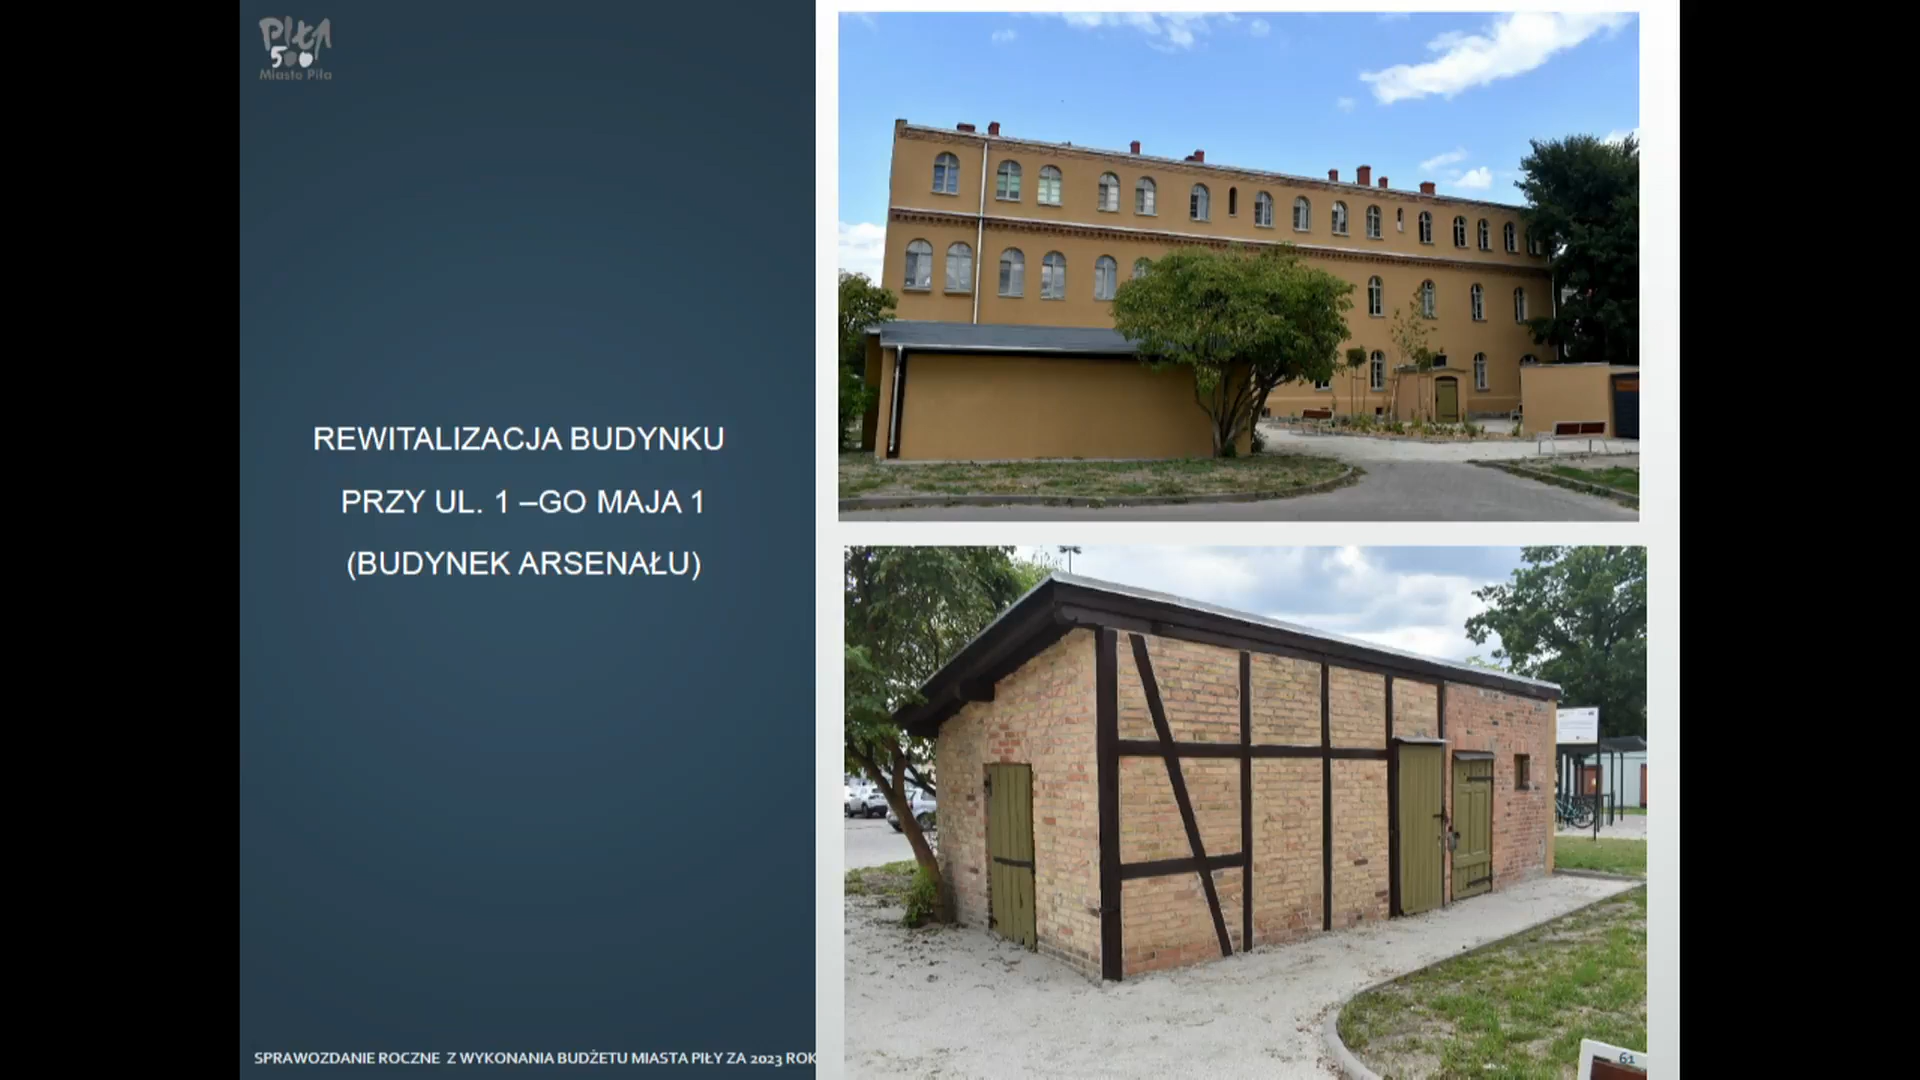 Piła
500
Miasto Piła
REWITALIZACJA BUDYNKU
PRZY UL. 1 –GO MAJA 1
(BUDYNEK ARSENAŁU)
SPRAWOZDANIE ROCZNE Z WYKONANIA BUDŻETU MIASTA PIŁY ZA 2023 ROK
61